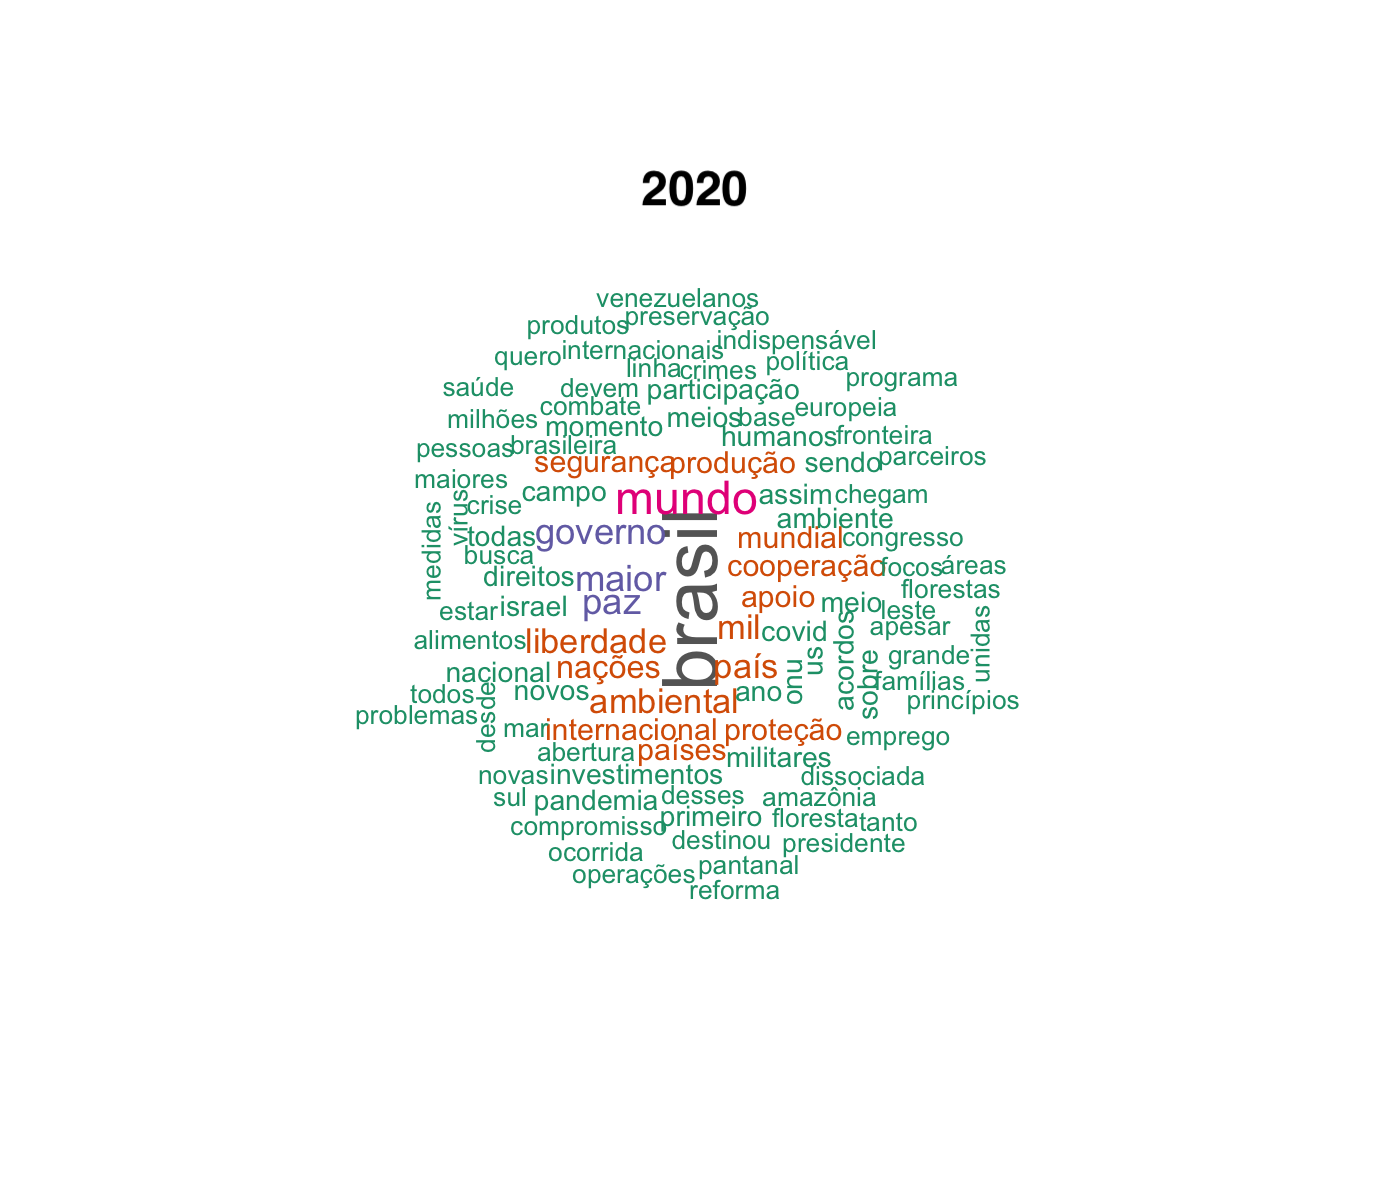 2020
venezuelanos
preservação
produtos
indispensável
quero
internacionais
linha
crimes
política
programa
saúde
devem
participação
combate
europeia
milhões
momento
meios
base
humanos
fronteira
pessoas
brasileira
segurança
produção
sendo
parceiros
maiores
campo
mundo
assim
chegam
crise
vírus
medidas
todas
governo
ambiente
mundial
congresso
busca
brasil
cooperação
focos
áreas
direitos
maior
apoio
meio
florestas
leste
estar
israel
paz
mil
covid
apesar
acordos
unidas
alimentos
liberdade
nações
país
us
onu
sobre
grande
famílias
princípios
nacional
todos
novos
ambiental
ano
problemas
desde
mar
internacional
proteção
emprego
abertura
países
militares
novas
investimentos
dissociada
sul
pandemia
desses
amazônia
compromisso
primeiro
floresta
tanto
destinou
presidente
ocorrida
operações
pantanal
reforma